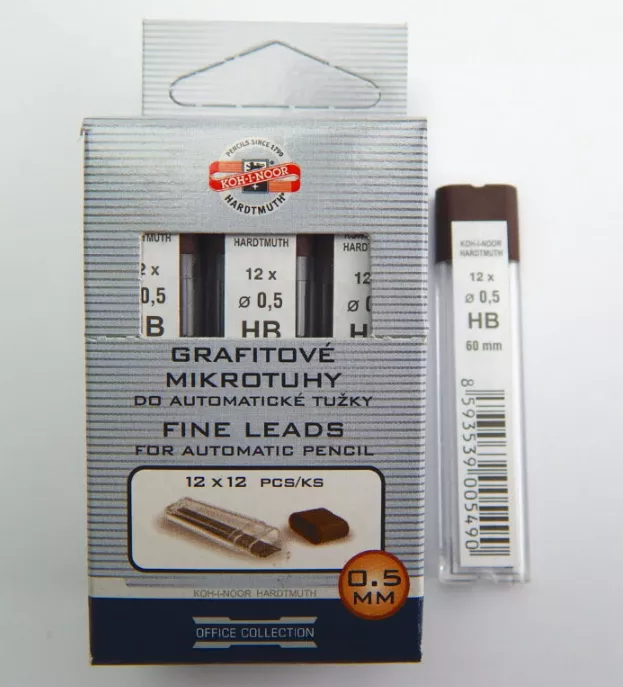 PENCILS SINCE 1790
KOH-I-NOOR
HARDTMUTH®
HARDTMUTH
12 x
ø 0,5
HB
GRAFITOVÉ
MIKROTUHY
DO AUTOMATICKÉ TUŽKY
FINE LEADS
FOR AUTOMATIC PENCIL
12 x 12 PCS/KS
0.5
MM
KOH-I-NOOR HARDTMUTH
OFFICE COLLECTION
KOH-I-NOOR
HARDTMUTH
12 x
ø 0,5
HB
60 mm
8593539005490